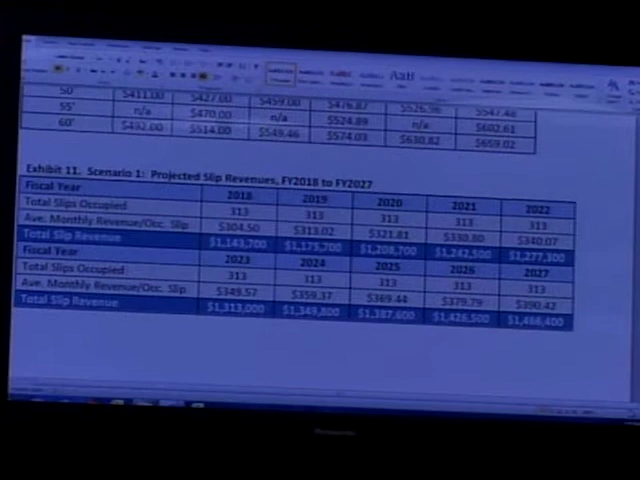 50' $411.00 $427.00 $459.00 $476.87 $526.96 $547.48
55' n/a $470.00 n/a $524.89 n/a $602.61
60' $492.00 $514.00 $549.46 $574.03 $630.82 $659.02
Exhibit 11. Scenario 1: Projected Slip Revenues, FY2018 to FY2027
Fiscal Year 2018 2019 2020 2021 2022
Total Slips Occupied 313 313 313 313 313
Ave. Monthly Revenue/Occ. Slip $304.50 $313.02 $321.81 $330.80 $340.07
Total Slip Revenue $1,143,700 $1,175,700 $1,208,700 $1,242,500 $1,277,300
Fiscal Year 2023 2024 2025 2026 2027
Total Slips Occupied 313 313 313 313 313
Ave. Monthly Revenue/Occ. Slip $349.57 $359.37 $369.44 $379.79 $390.42
Total Slip Revenue $1,313,000 $1,349,800 $1,387,600 $1,426,500 $1,466,400